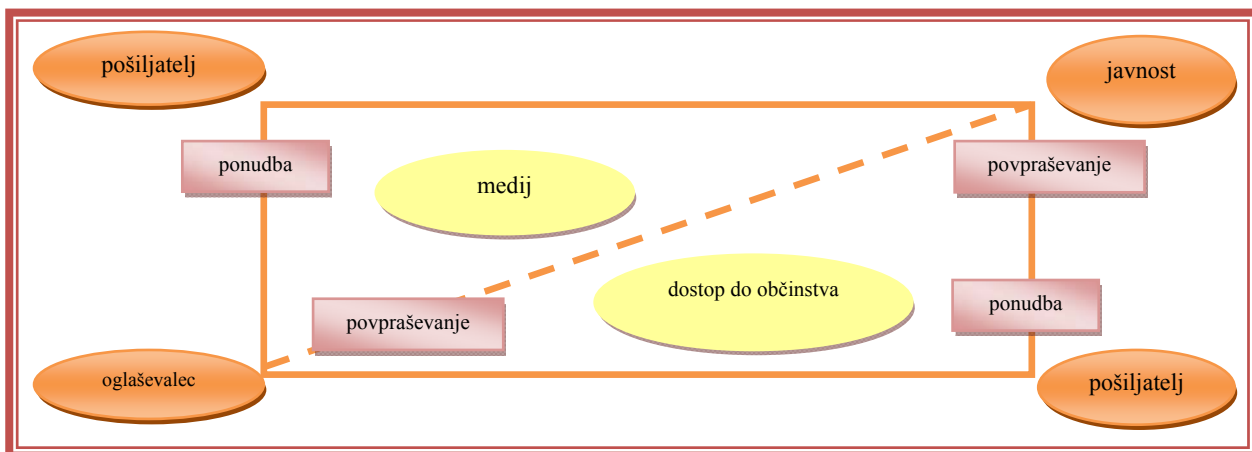 pošiljatelj
javnost
ponudba
povpraševanje
medij
dostop do občinstva
ponudba
povpraševanje
oglaševalec
pošiljatelj